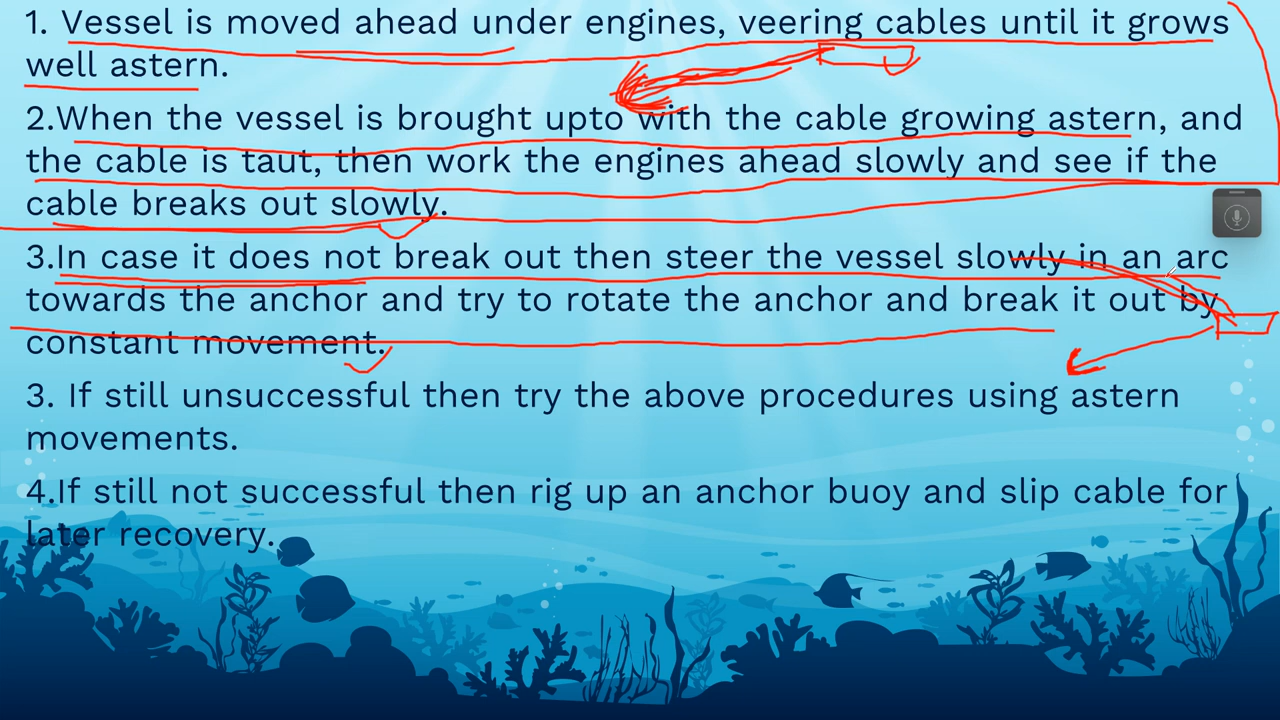 1. Vessel is moved ahead under engines, veering cables until it grows
well astern.
2.When the vessel is brought upto with the cable growing astern, and
the cable is taut, then work the engines ahead slowly and see if the
cable breaks out slowly.
3.In case it does not break out then steer the vessel slowly in an arc
towards the anchor and try to rotate the anchor and break it out by
constant movement.
3. If still unsuccessful then try the above procedures using astern
movements.
4.If still not successful then rig up an anchor buoy and slip cable for
later recovery.